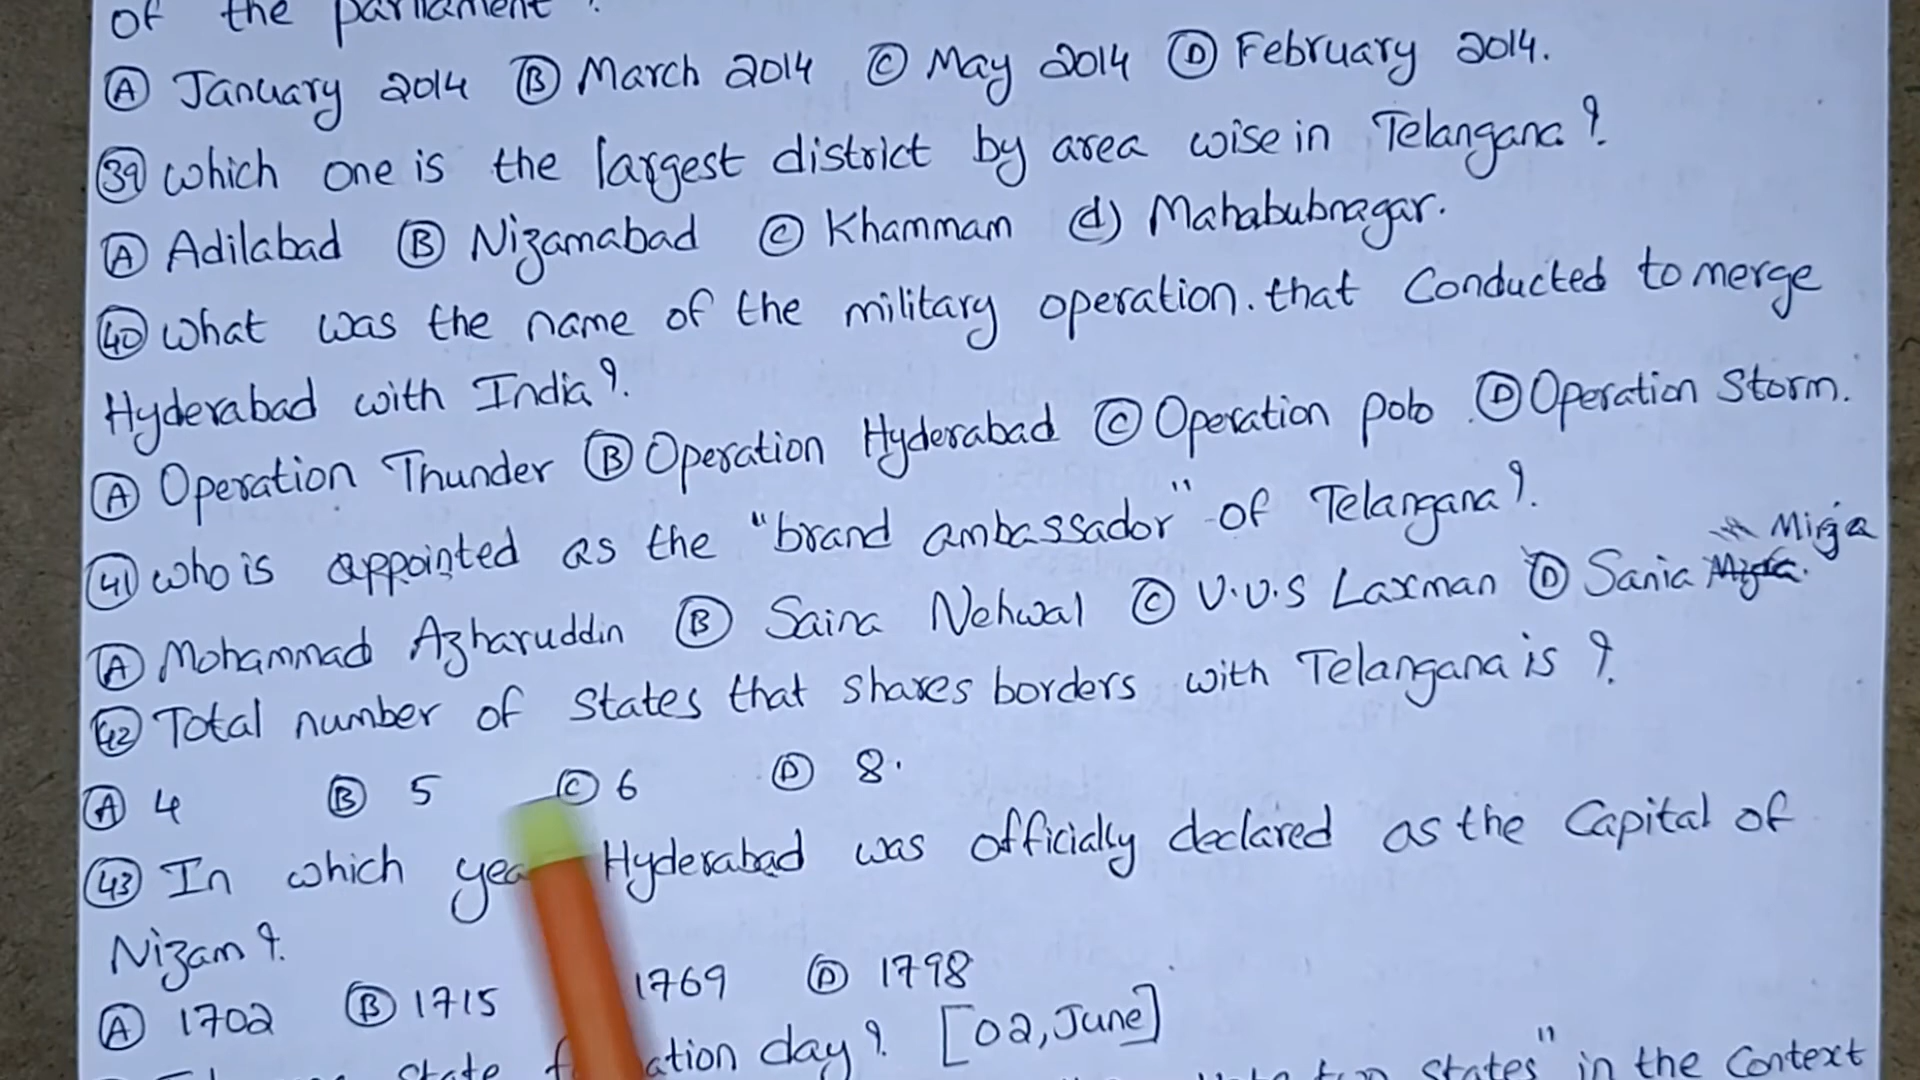 of the parliament?
Ⓐ January 2014 Ⓑ March 2014 Ⓒ May 2014 Ⓓ February 2014.
㊴ Which one is the largest district by area wise in Telangana?
Ⓐ Adilabad Ⓑ Nizamabad Ⓒ Khammam d) Mahabubnagar.
㊵ What was the name of the military operation. that Conducted to merge
Hyderabad with India?
Ⓐ Operation Thunder Ⓑ Operation Hyderabad Ⓒ Operation polo Ⓓ Operation Storm.
㊶ Who is appointed as the "brand ambassador" of Telangana?
Ⓐ Mohammad Azharuddin Ⓑ Saina Nehwal Ⓒ V.V.S Laxman Ⓓ Sania Mirja
㊷ Total number of States that shares borders with Telangana is?
Ⓐ 4 Ⓑ 5 Ⓒ 6 Ⓓ 8.
㊸ In which Hyderabad was officially declared as the Capital of
Nizam?
Ⓐ 1702 Ⓑ 1715 1769 Ⓓ 1798
State day? [02, June]
States" in the Context